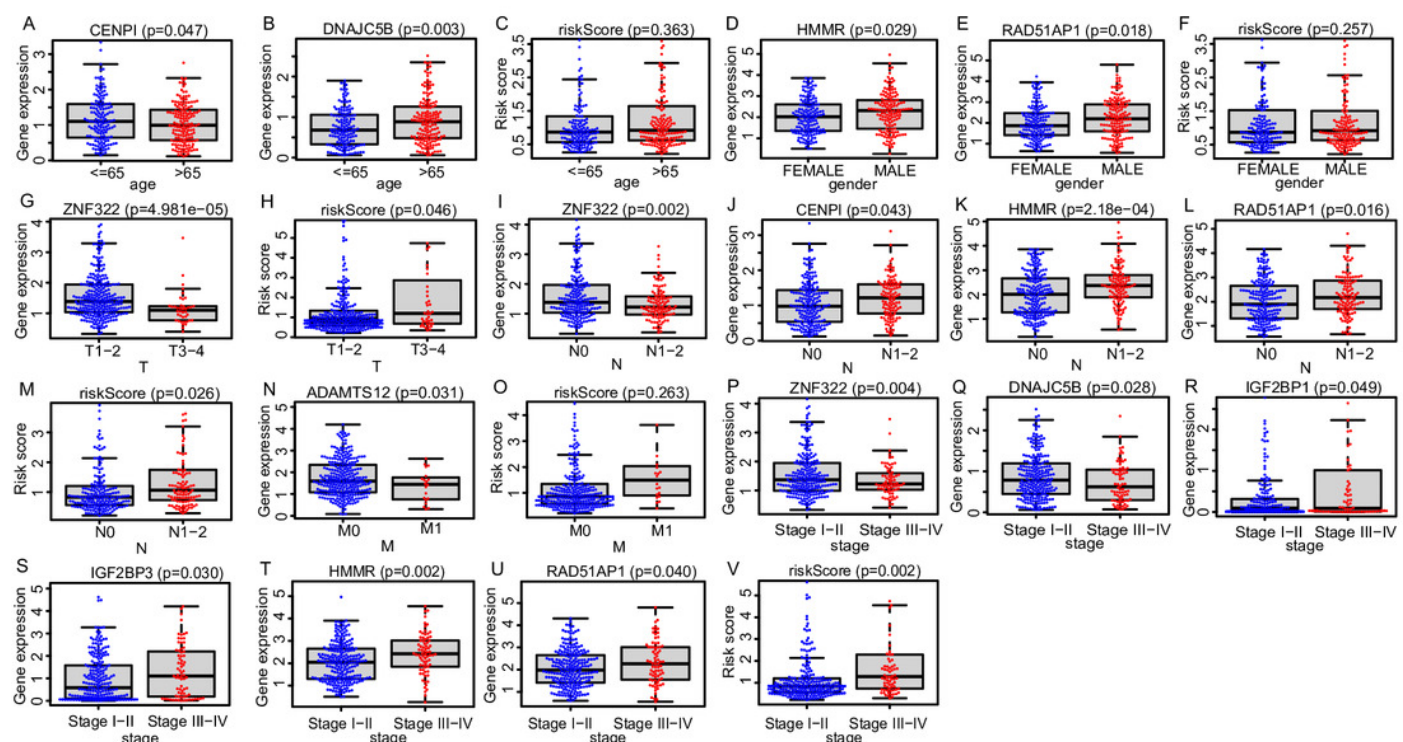 A
CENPI (p=0.047)
Gene expression
0 1 2 3
<=65 >65
age
B
DNAJC5B (p=0.003)
Gene expression
0 1 2
<=65 >65
age
C
riskScore (p=0.363)
Risk score
0.5 1.5 2.5 3.5
<=65 >65
age
D
HMMR (p=0.029)
Gene expression
1 2 3 4 5
FEMALE MALE
gender
E
RAD51AP1 (p=0.018)
Gene expression
1 2 3 4 5
FEMALE MALE
gender
F
riskScore (p=0.257)
Risk score
0.5 1.5 2.5 3.5
FEMALE MALE
gender
G
ZNF322 (p=4.981e−05)
Gene expression
1 2 3 4
T1−2 T3−4
T
H
riskScore (p=0.046)
Risk score
0 1 2 3 4 5
T1−2 T3−4
T
I
ZNF322 (p=0.002)
Gene expression
1 2 3 4
N0 N1−2
N
J
CENPI (p=0.043)
Gene expression
0 1 2 3
N0 N1−2
N
K
HMMR (p=2.18e−04)
Gene expression
1 2 3 4 5
N0 N1−2
N
L
RAD51AP1 (p=0.016)
Gene expression
1 2 3 4 5
N0 N1−2
N
M
riskScore (p=0.026)
Risk score
1 2 3
N0 N1−2
N
N
ADAMTS12 (p=0.031)
Gene expression
0 1 2 3 4 5
M0 M1
M
O
riskScore (p=0.263)
Risk score
1 2 3 4
M0 M1
M
P
ZNF322 (p=0.004)
Gene expression
1 2 3 4
Stage I−II Stage III−IV
stage
Q
DNAJC5B (p=0.028)
Gene expression
0 1 2
Stage I−II Stage III−IV
stage
R
IGF2BP1 (p=0.049)
Gene expression
0 1 2
Stage I−II Stage III−IV
stage
S
IGF2BP3 (p=0.030)
Gene expression
0 1 2 3 4 5
Stage I−II Stage III−IV
stage
T
HMMR (p=0.002)
Gene expression
1 2 3 4 5
Stage I−II Stage III−IV
stage
U
RAD51AP1 (p=0.040)
Gene expression
1 2 3 4 5
Stage I−II Stage III−IV
stage
V
riskScore (p=0.002)
Risk score
1 2 3 4 5
Stage I−II Stage III−IV
stage